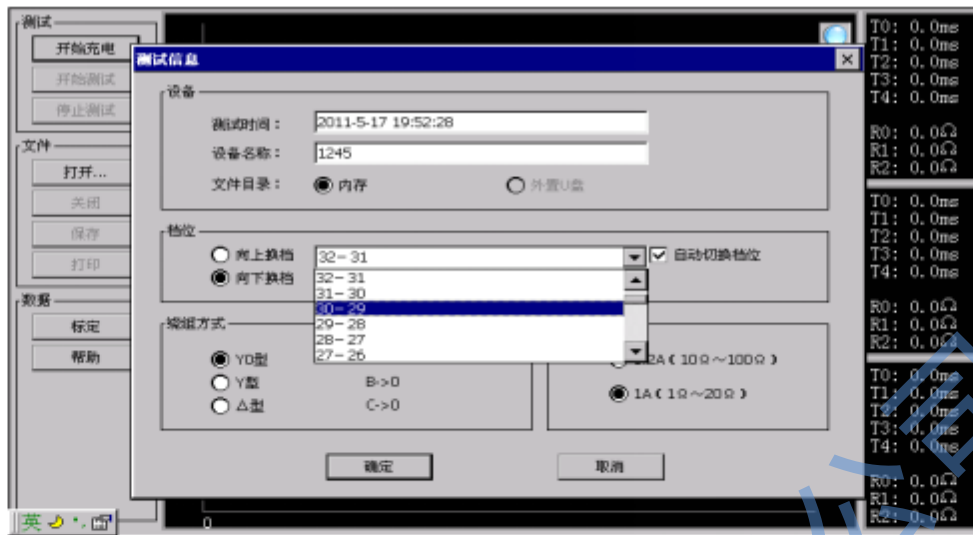 测试
开始充电
开始测试
停止测试
文件
打开...
关闭
保存
打印
数据
标定
帮助
测试信息
设备
测试时间：
2011-5-17 19:52:28
设备名称：
1245
文件目录：
内存
外置U盘
档位
向上换档
向下换档
32-31
自动切换档位
32-31
31-30
30-29
29-28
28-27
27-26
绕组方式
YD型
Y型
B->0
△型
C->0
2A(10Ω～100Ω)
1A(1Ω～20Ω)
确定
取消
T0: 0.0ms
T1: 0.0ms
T2: 0.0ms
T3: 0.0ms
T4: 0.0ms
R0: 0.0Ω
R1: 0.0Ω
R2: 0.0Ω
T0: 0.0ms
T1: 0.0ms
T2: 0.0ms
T3: 0.0ms
T4: 0.0ms
R0: 0.0Ω
R1: 0.0Ω
R2: 0.0Ω
T0: 0.0ms
T1: 0.0ms
T2: 0.0ms
T3: 0.0ms
T4: 0.0ms
R0: 0.0Ω
R1: 0.0Ω
R2: 0.0Ω
0
英
公司